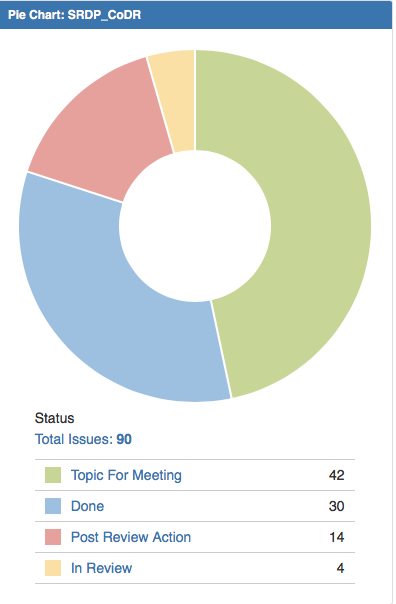 Pie Chart: SRDP_CoDR
Status
Total Issues: 90
Topic For Meeting 42
Done 30
Post Review Action 14
In Review 4